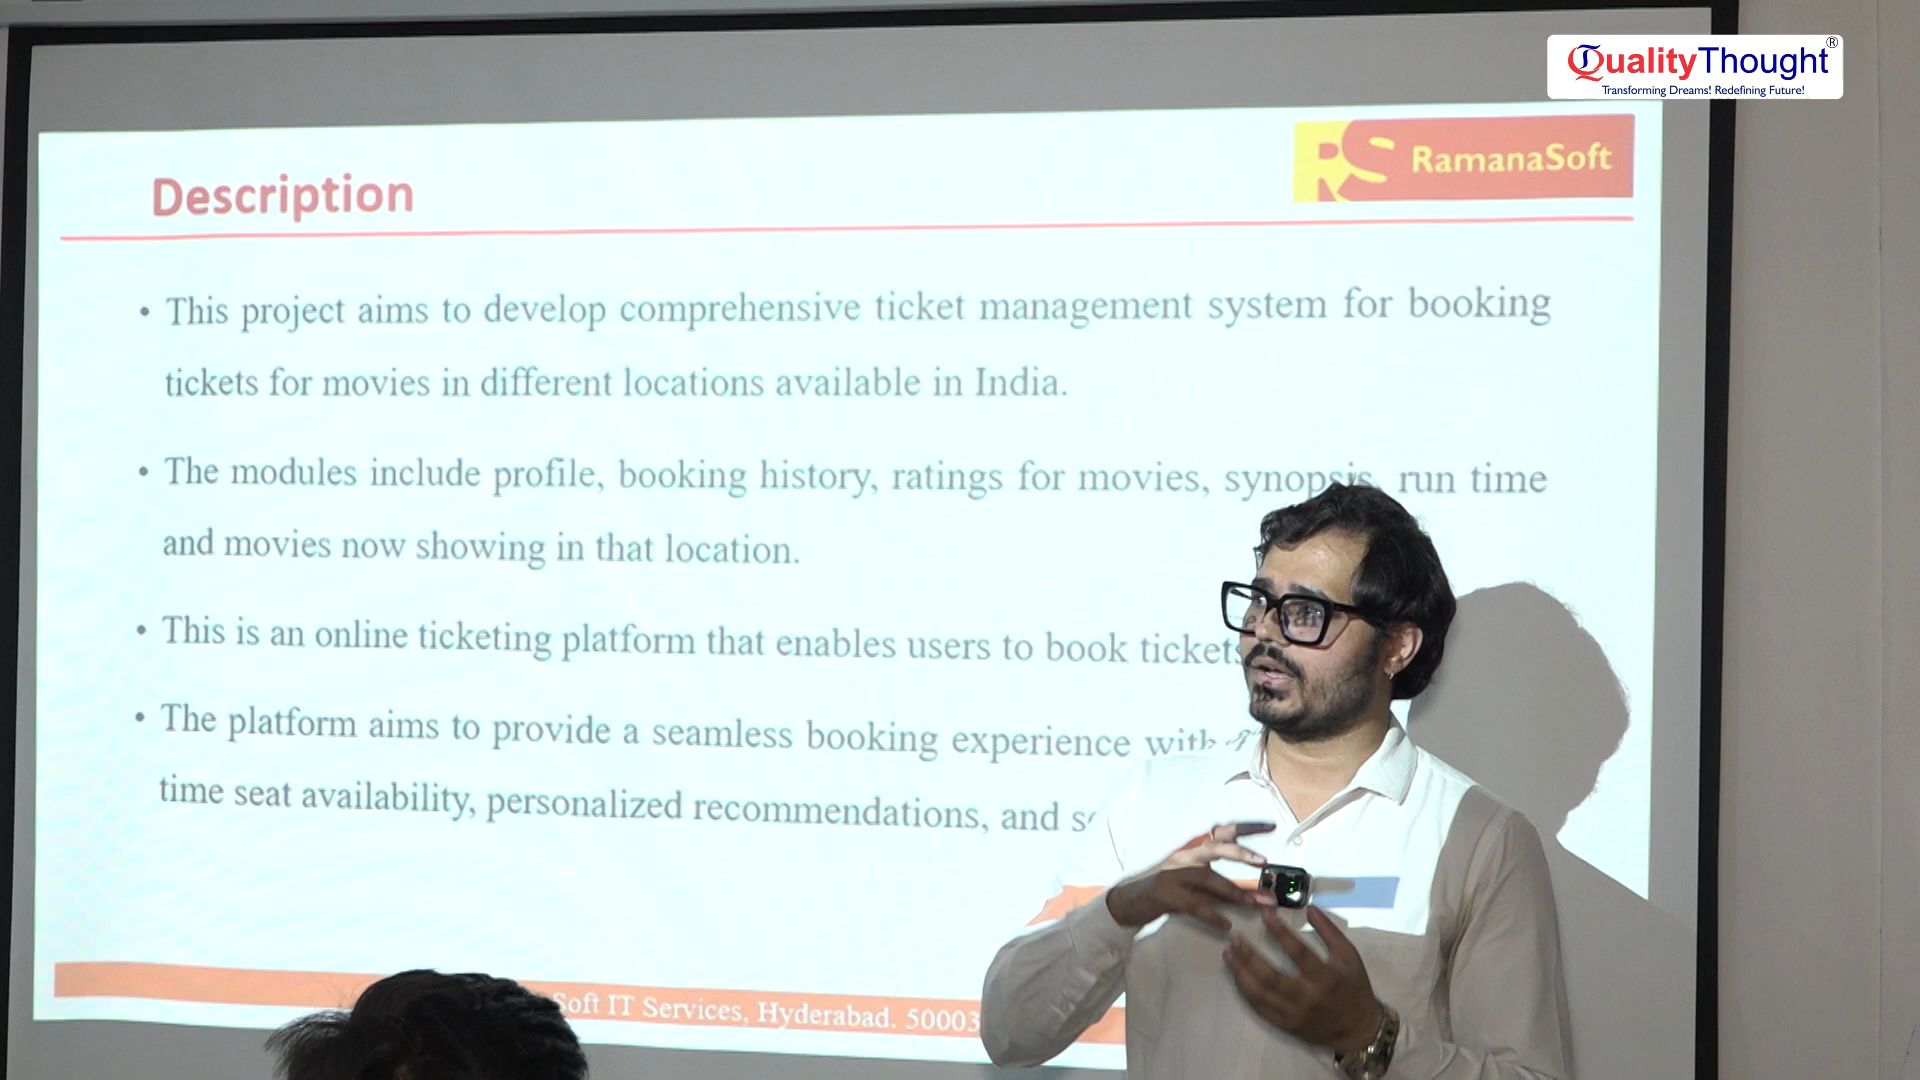 QualityThought®
Transforming Dreams! Redefining Future!
RS RamanaSoft
Description
• This project aims to develop comprehensive ticket management system for booking
tickets for movies in different locations available in India.
• The modules include profile, booking history, ratings for movies, synopsis, run time
and movies now showing in that location.
• This is an online ticketing platform that enables users to book tickets
• The platform aims to provide a seamless booking experience with
time seat availability, personalized recommendations, and
Soft IT Services, Hyderabad. 50003